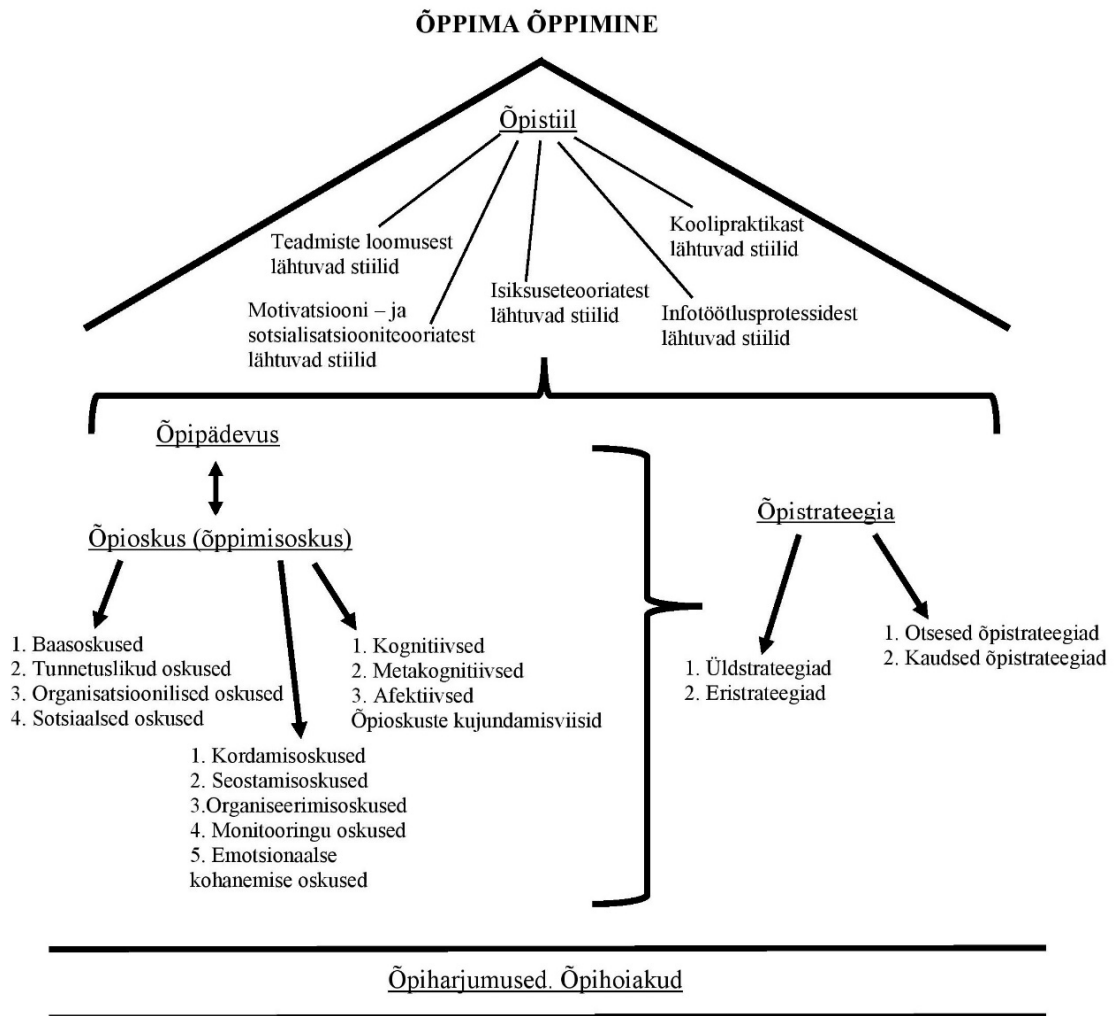 ÕPPIMA ÕPPIMINE
Õpistiil
Teadmiste loomusest
lähtuvad stiilid
Motivatsiooni – ja
sotsialisatsiooniteooriatest
lähtuvad stiilid
Isiksuseteooriatest
lähtuvad stiilid
Infotöötlusprotessidest
lähtuvad stiilid
Koolipraktikast
lähtuvad stiilid
Õpipädevus
Õpioskus (õppimisoskus)
1. Baasoskused
2. Tunnetuslikud oskused
3. Organisatsioonilised oskused
4. Sotsiaalsed oskused
1. Kordamisoskused
2. Seostamisoskused
3.Organiseerimisoskused
4. Monitooringu oskused
5. Emotsionaalse
kohanemise oskused
1. Kognitiivsed
2. Metakognitiivsed
3. Afektiivsed
Õpioskuste kujundamisviisid
Õpistrateegia
1. Üldstrateegiad
2. Eristrateegiad
1. Otsesed õpistrateegiad
2. Kaudsed õpistrateegiad
Õpiharjumused. Õpihoiakud